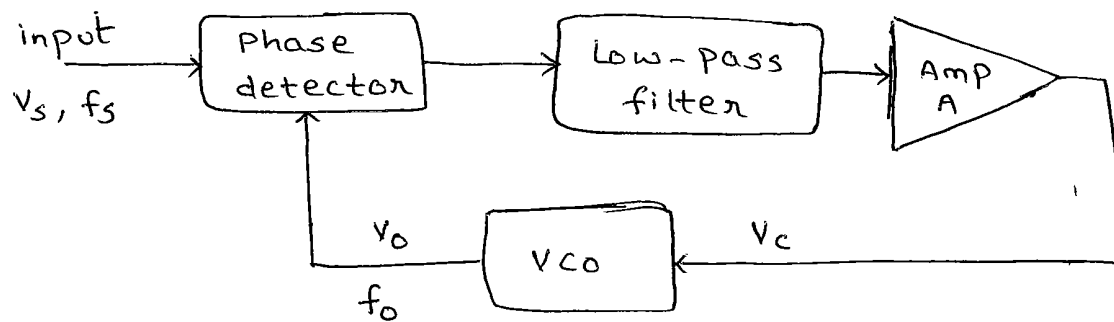 input
Vs, fs
Phase
detector
Low-pass
filter
Amp
A
Vo
fo
VCO
Vc